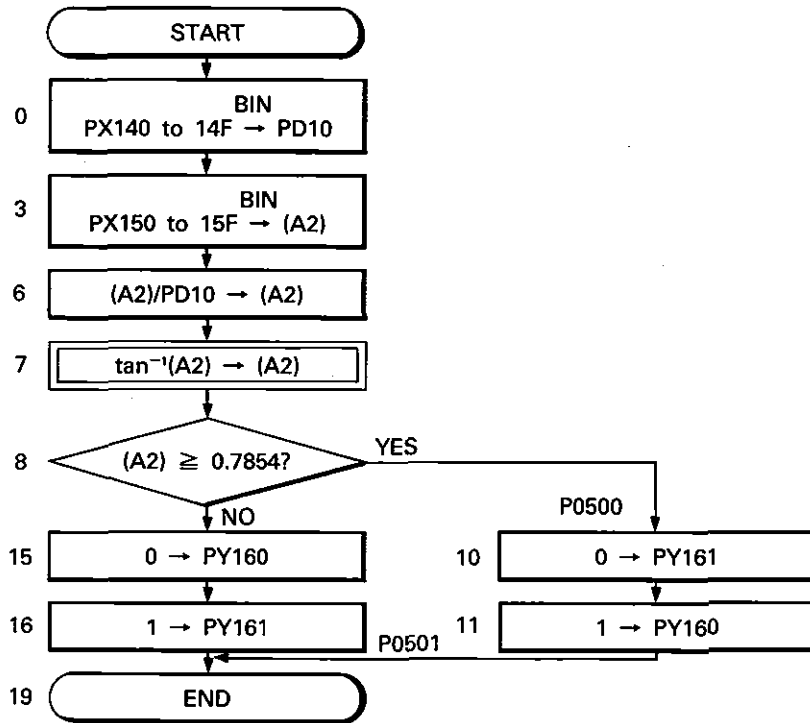 START
0
BIN
PX140 to 14F → PD10
3
BIN
PX150 to 15F → (A2)
6
(A2)/PD10 → (A2)
7
tan⁻¹(A2) → (A2)
8
(A2) ≧ 0.7854?
YES
NO
P0500
15
0 → PY160
10
0 → PY161
16
1 → PY161
11
1 → PY160
P0501
19
END